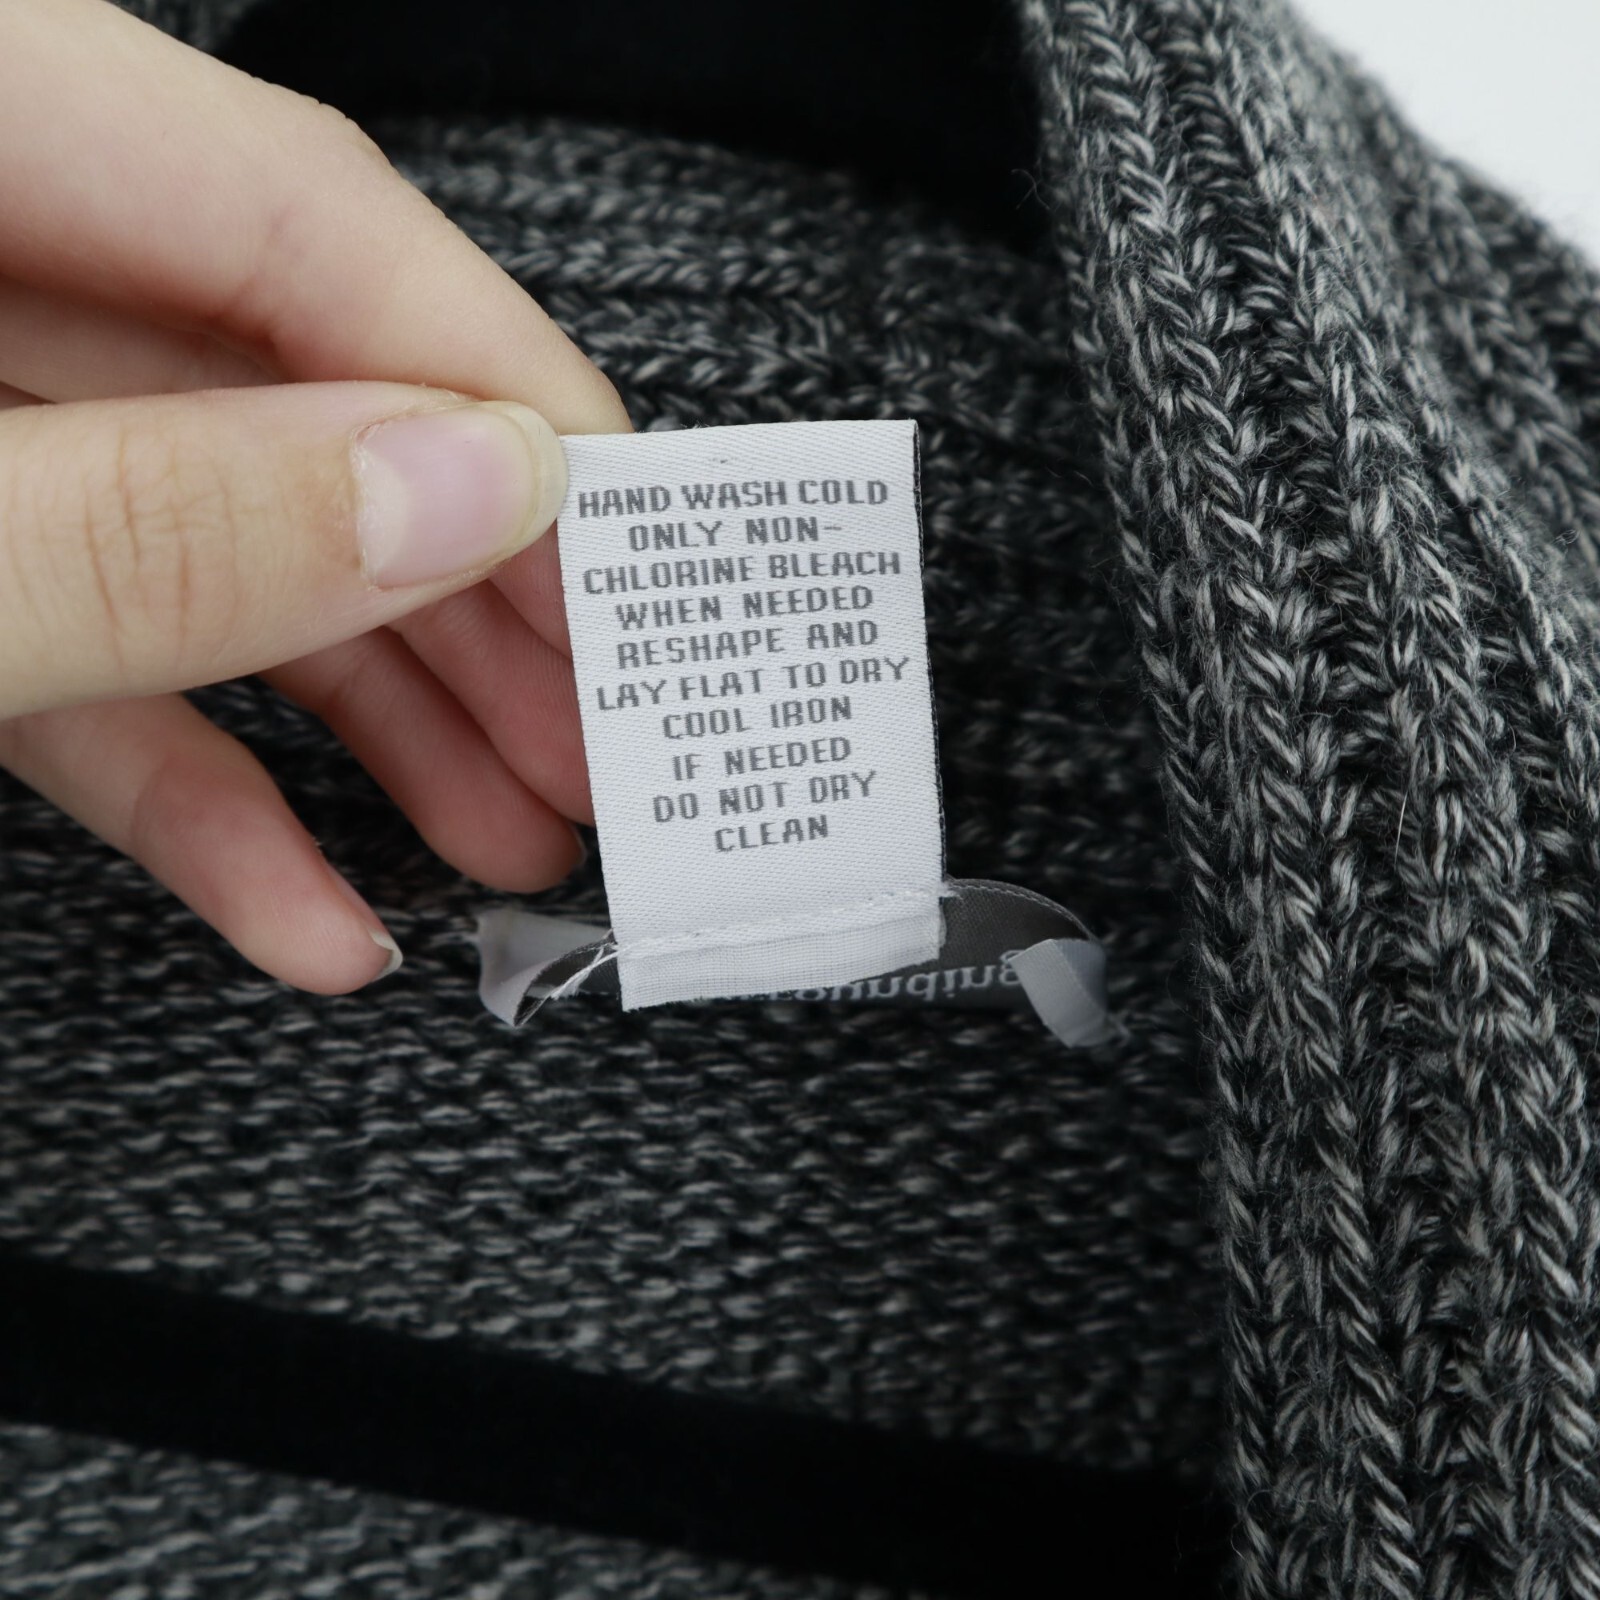 HAND WASH COLD
ONLY NON-
CHLORINE BLEACH
WHEN NEEDED
RESHAPE AND
LAY FLAT TO DRY
COOL IRON
IF NEEDED
DO NOT DRY
CLEAN